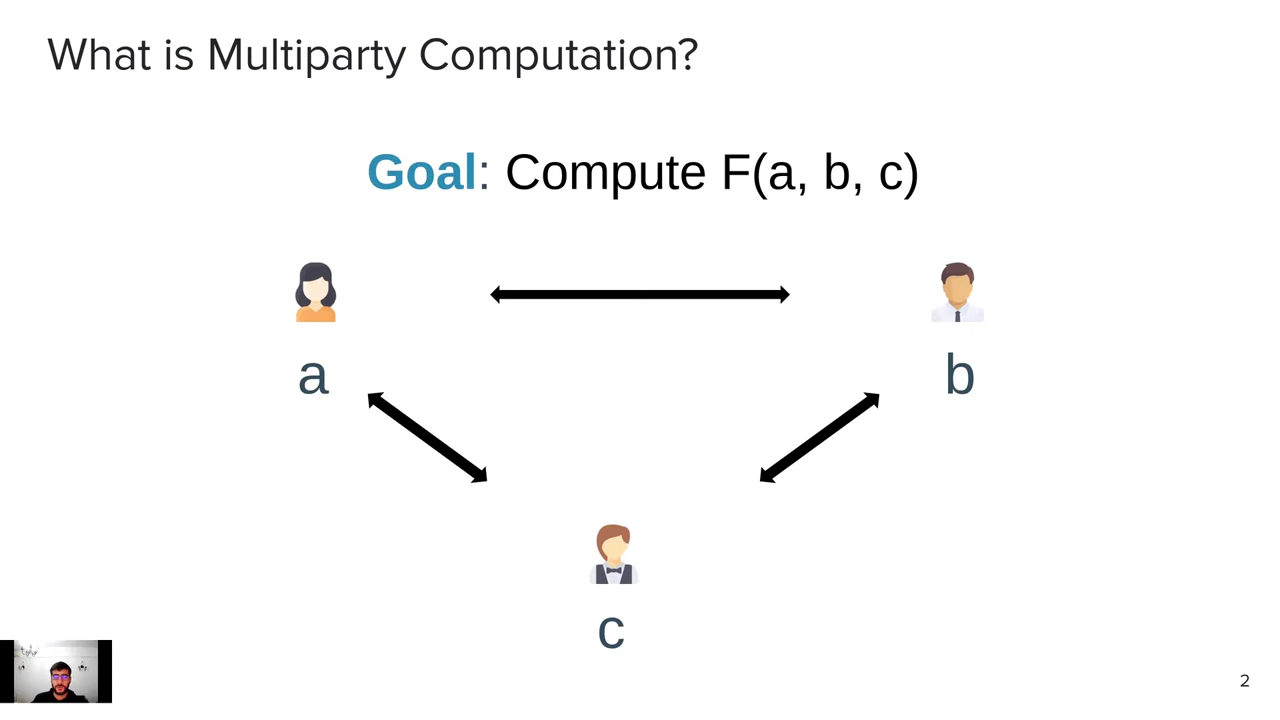 What is Multiparty Computation?
Goal: Compute F(a, b, c)
a
b
c
2